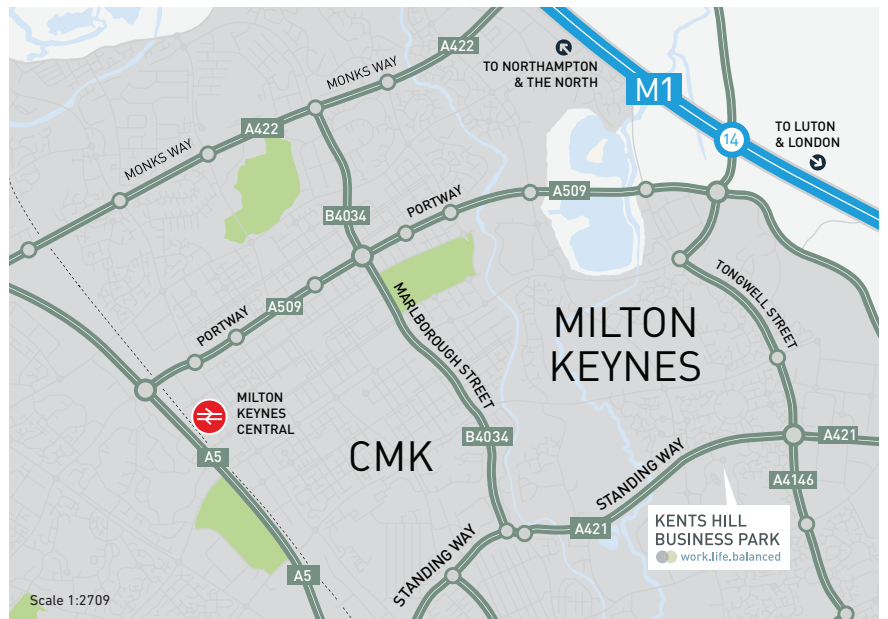 A422
MONKS WAY
TO NORTHAMPTON
& THE NORTH
M1
A422
14
TO LUTON
& LONDON
MONKS WAY
A509
PORTWAY
B4034
TONGWELL STREET
A509
MARLBOROUGH STREET
PORTWAY
MILTON
KEYNES
MILTON
KEYNES
CENTRAL
B4034
A421
CMK
A5
STANDING WAY
A4146
KENTS HILL
BUSINESS PARK
work.life.balanced
A421
STANDING WAY
A5
Scale 1:2709